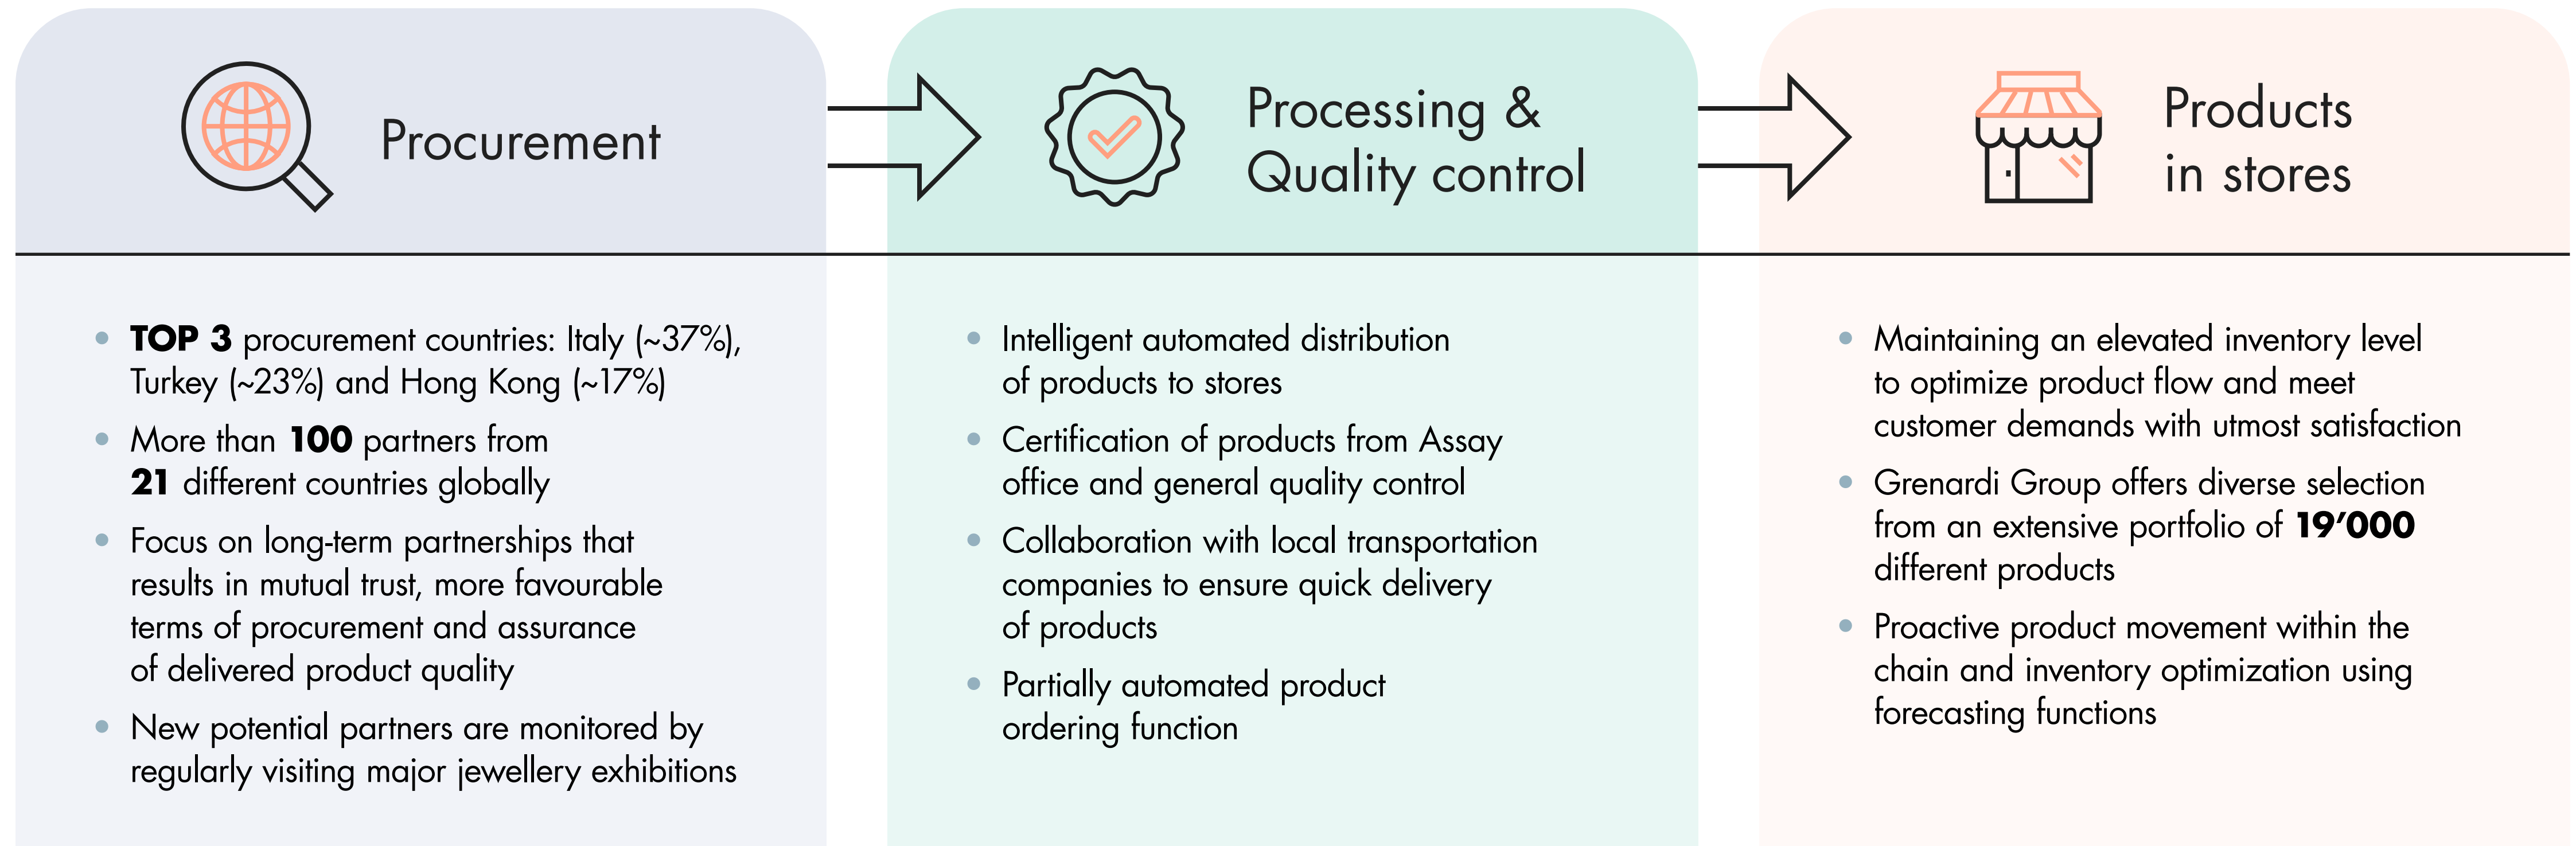 Procurement
• TOP 3 procurement countries: Italy (~37%),
Turkey (~23%) and Hong Kong (~17%)
• More than 100 partners from
21 different countries globally
• Focus on long-term partnerships that
results in mutual trust, more favourable
terms of procurement and assurance
of delivered product quality
• New potential partners are monitored by
regularly visiting major jewellery exhibitions
Processing &
Quality control
• Intelligent automated distribution
of products to stores
• Certification of products from Assay
office and general quality control
• Collaboration with local transportation
companies to ensure quick delivery
of products
• Partially automated product
ordering function
Products
in stores
• Maintaining an elevated inventory level
to optimize product flow and meet
customer demands with utmost satisfaction
• Grenardi Group offers diverse selection
from an extensive portfolio of 19’000
different products
• Proactive product movement within the
chain and inventory optimization using
forecasting functions